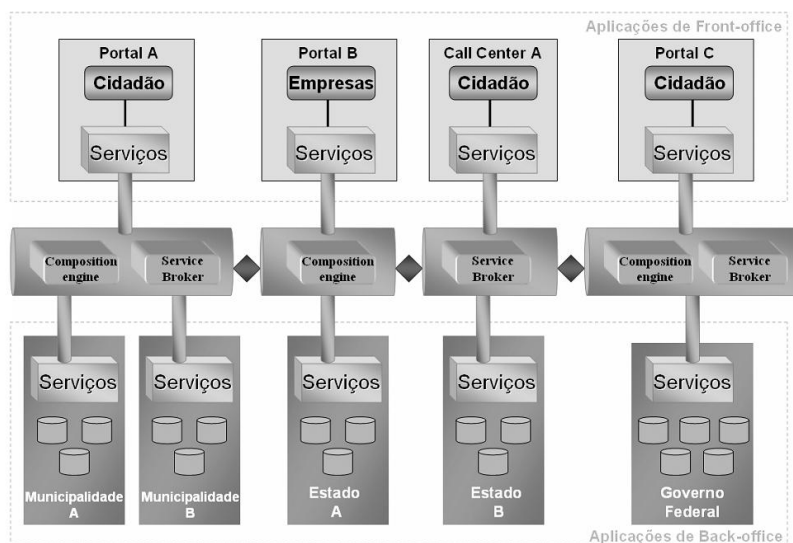 Aplicações de Front-office
Portal A
Portal B
Call Center A
Portal C
Cidadão
Empresas
Cidadão
Cidadão
Serviços
Serviços
Serviços
Serviços
Composition
engine
Service
Broker
Composition
engine
Service
Broker
Composition
engine
Service
Broker
Serviços
Serviços
Serviços
Serviços
Serviços
Municipalidade
A
Municipalidade
B
Estado
A
Estado
B
Governo
Federal
Aplicações de Back-office